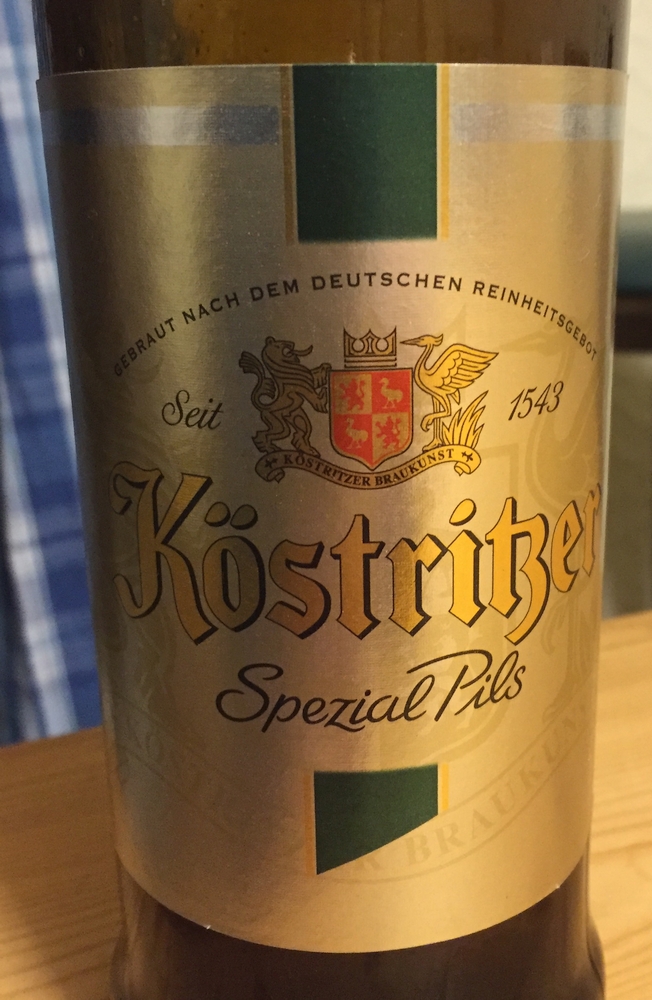 GEBRAUT NACH DEM DEUTSCHEN REINHEITSGEBOT
Seit 1543
KÖSTRITZER BRAUKUNST
Köstritzer
Spezial Pils